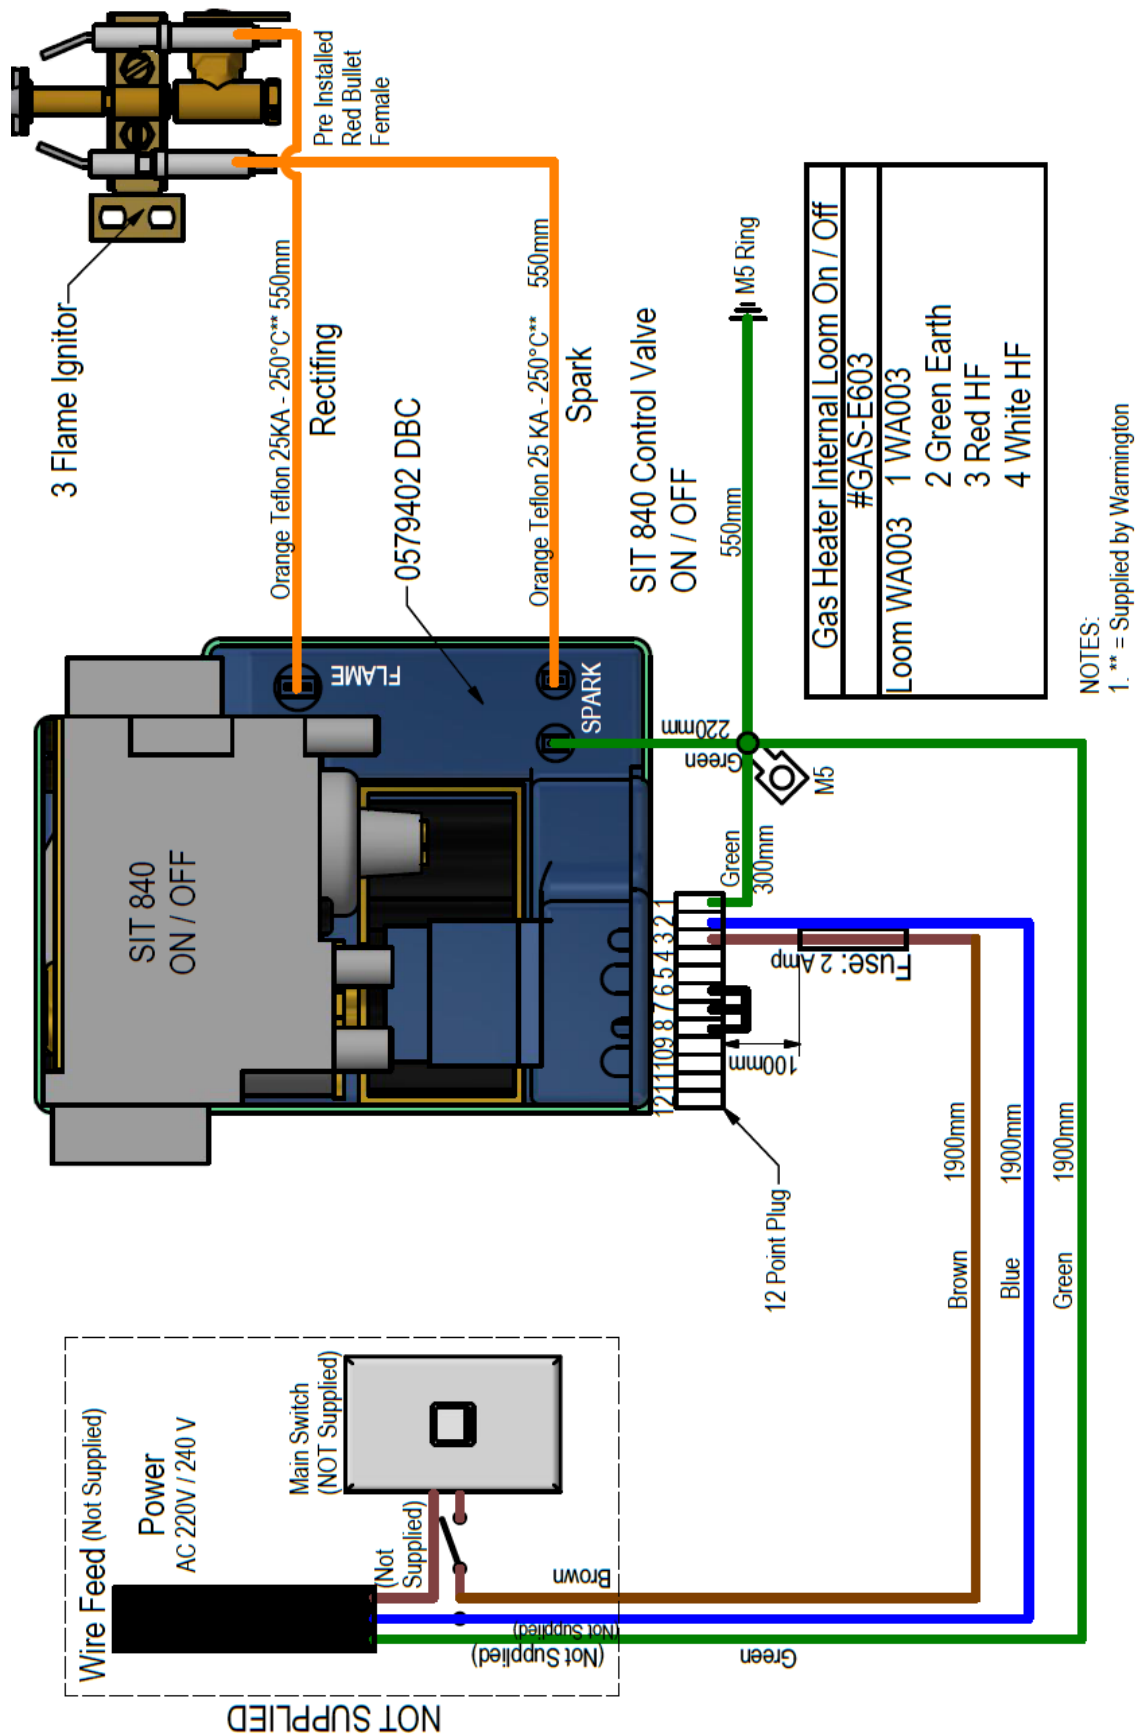 3 Flame Ignitor
Pre Installed
Red Bullet
Female
Orange Teflon 25KA - 250°C** 550mm
Rectifing
0579402 DBC
Orange Teflon 25 KA - 250°C** 550mm
Spark
SIT 840 Control Valve
ON / OFF
SIT 840
ON / OFF
FLAME
SPARK
Green
220mm
550mm
M5 Ring
M5
Green
300mm
1
2
3
4
5
6
7
8
9
10
11
12
100mm
Fuse: 2 Amp
12 Point Plug
Brown 1900mm
Blue 1900mm
Green 1900mm
Wire Feed (Not Supplied)
Power
AC 220V / 240 V
Main Switch
(NOT Supplied)
(Not
Supplied)
Brown
(Not Supplied)
(Not Supplied)
Green
NOT SUPPLIED
Gas Heater Internal Loom On / Off
#GAS-E603
Loom WA003 1 WA003
2 Green Earth
3 Red HF
4 White HF
NOTES:
1. ** = Supplied by Warmington